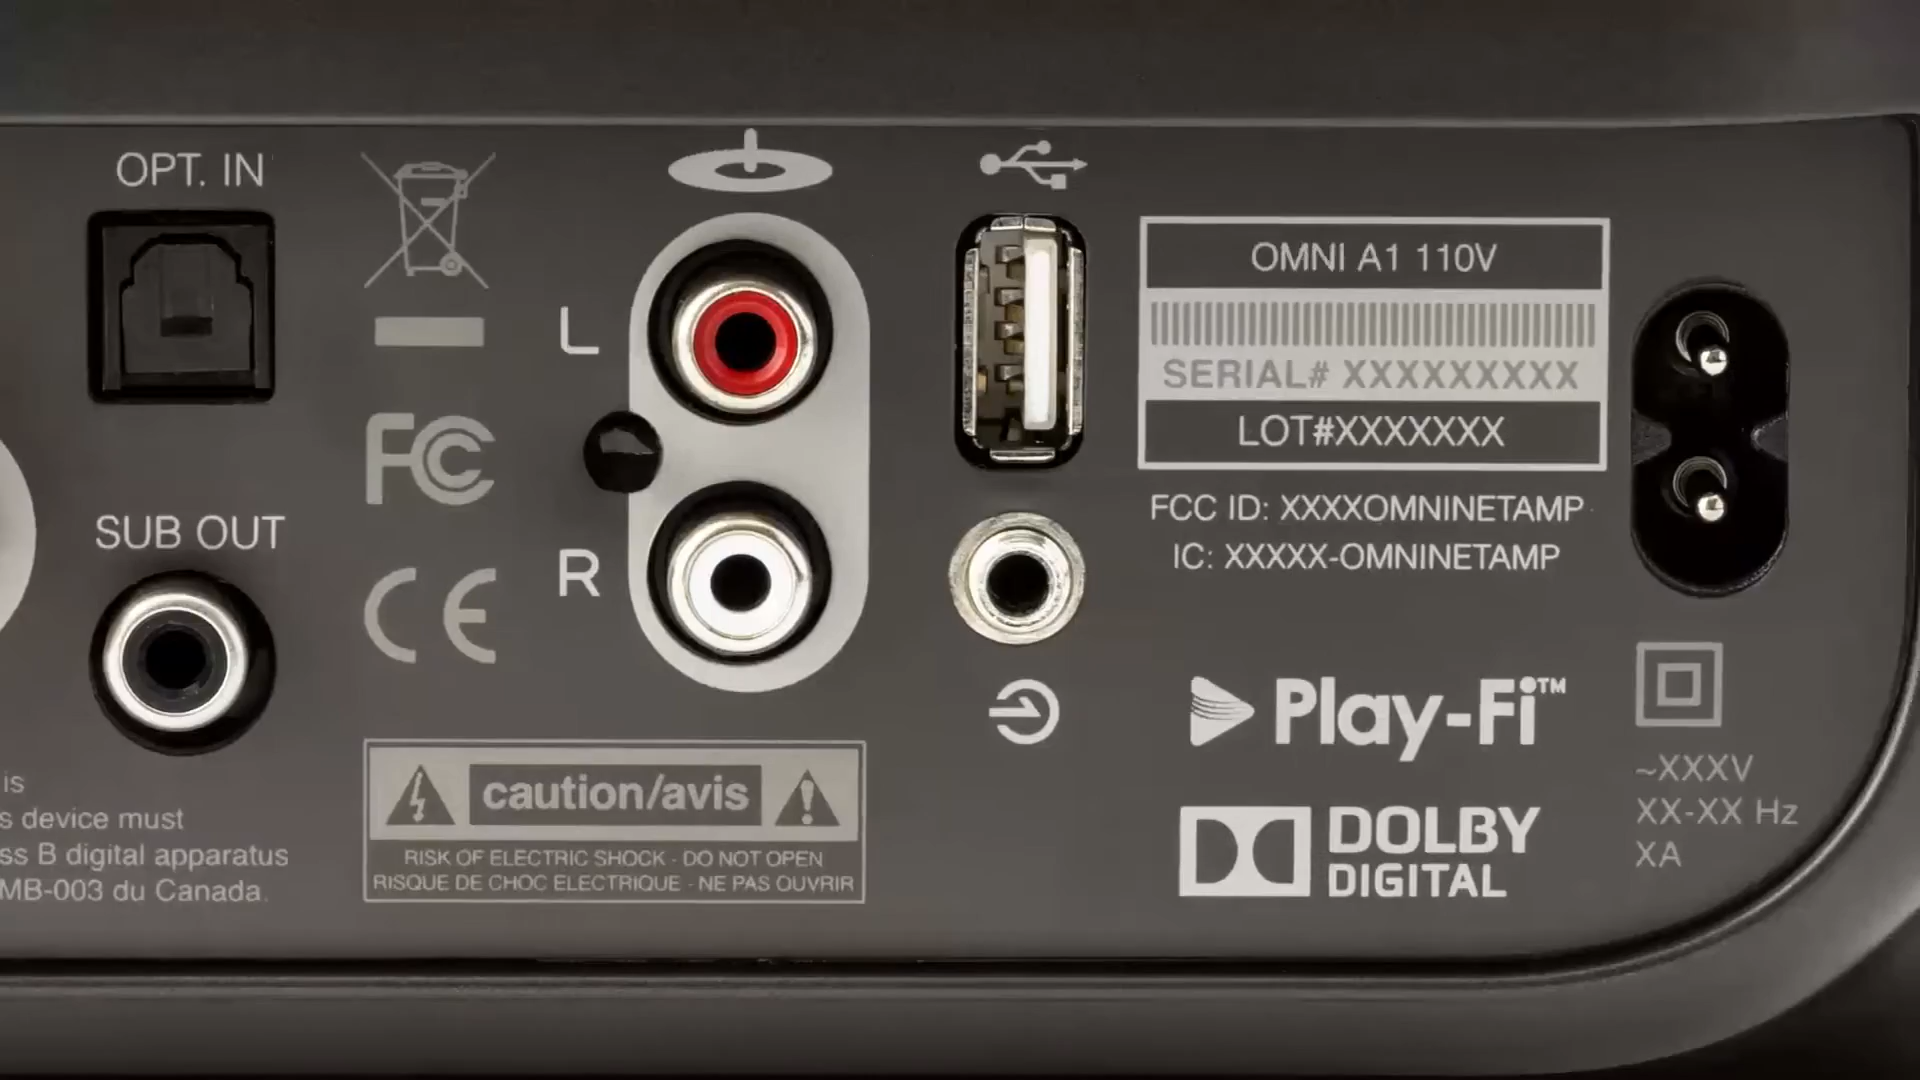 OPT. IN
SUB OUT
is
s device must
ss B digital apparatus
MB-003 du Canada.
FC
CE
L
R
caution/avis
RISK OF ELECTRIC SHOCK - DO NOT OPEN
RISQUE DE CHOC ELECTRIQUE - NE PAS OUVRIR
OMNI A1 110V
SERIAL# XXXXXXXXX
LOT#XXXXXXX
FCC ID: XXXXOMNINETAMP
IC: XXXXX-OMNINETAMP
Play-Fi™
DOLBY
DIGITAL
~XXXV
XX-XX Hz
XA